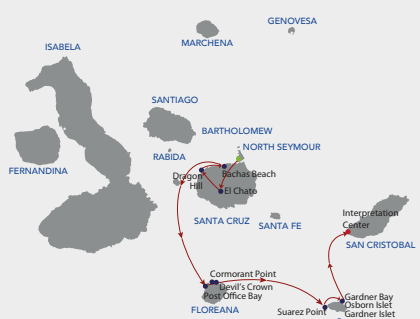 GENOVESA
MARCHENA
ISABELA
SANTIAGO
BARTHOLOMEW
NORTH SEYMOUR
RABIDA
FERNANDINA
Dragon
Hill
Bachas Beach
El Chato
SANTA CRUZ
SANTA FE
Interpretation
Center
SAN CRISTOBAL
Cormorant Point
Devil's Crown
Post Office Bay
FLOREANA
Suarez Point
Gardner Bay
Osborn Islet
Gardner Islet